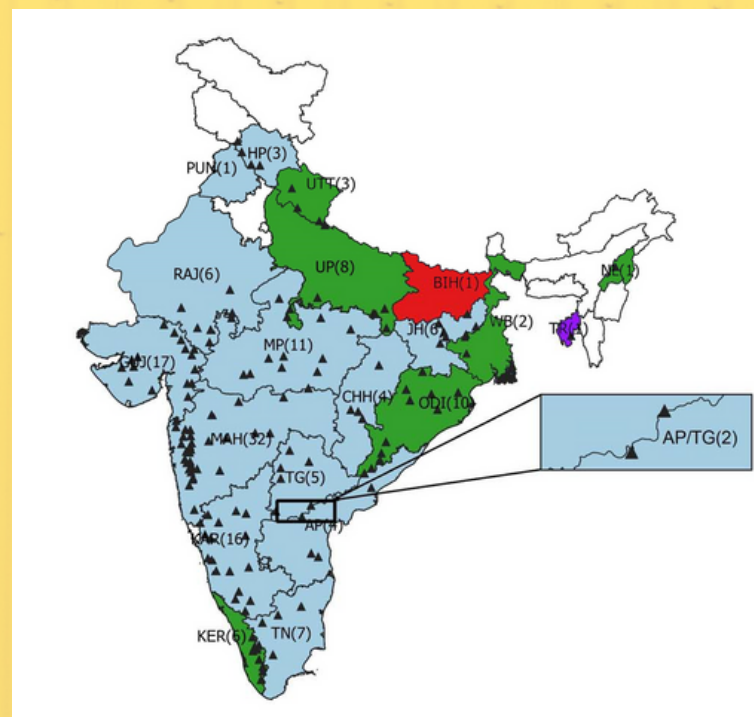 HP(3)
PUN(1)
UTT(3)
RAJ(6)
UP(8)
BIH(1)
NL(1)
WB(2)
TR(1)
JH(6)
MP(11)
GUJ(17)
CHH(4)
ODI(10)
MAH(32)
AP/TG(2)
TG(5)
AP(4)
KAR(16)
KER(6)
TN(7)